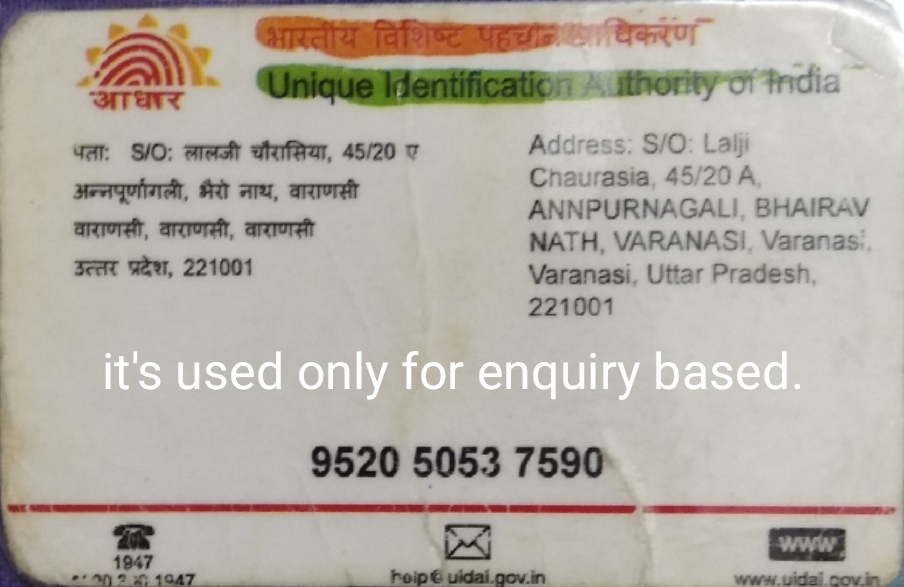 भारतीय विशिष्ट पहचान प्राधिकरण
Unique Identification Authority of India
आधार
पता: S/O: लालजी चौरासिया, 45/20 ए
अन्नपूर्णागली, भैरो नाथ, वाराणसी
वाराणसी, वाराणसी, वाराणसी
उत्तर प्रदेश, 221001
Address: S/O: Lalji
Chaurasia, 45/20 A,
ANNPURNAGALI, BHAIRAV
NATH, VARANASI, Varanasi,
Varanasi, Uttar Pradesh,
221001
it's used only for enquiry based.
9520 5053 7590
1947
1947
help@uidai.gov.in
www
www.uidai.gov.in